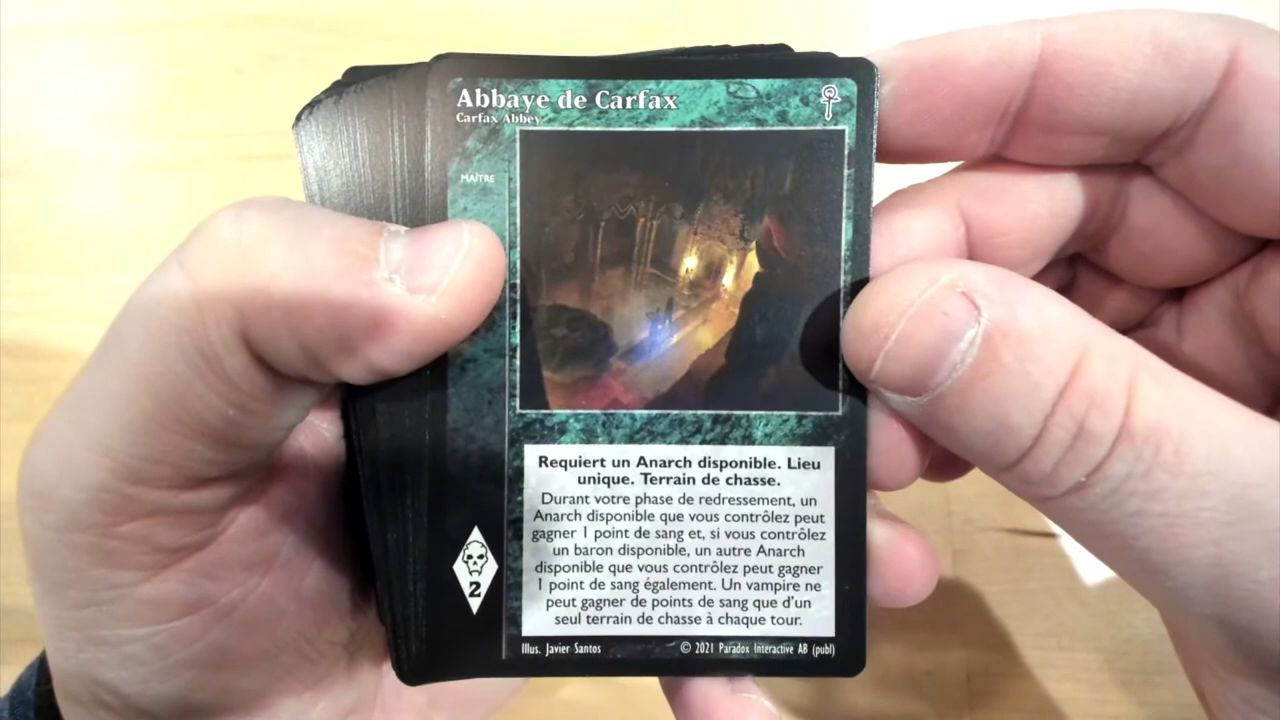 Abbaye de Carfax
Carfax Abbey
MAÎTRE
Requiert un Anarch disponible. Lieu
unique. Terrain de chasse.
Durant votre phase de redressement, un
Anarch disponible que vous contrôlez peut
gagner 1 point de sang et, si vous contrôlez
un baron disponible, un autre Anarch
disponible que vous contrôlez peut gagner
1 point de sang également. Un vampire ne
peut gagner de points de sang que d'un
seul terrain de chasse à chaque tour.
2
Illus. Javier Santos
© 2021 Paradox Interactive AB (publ)